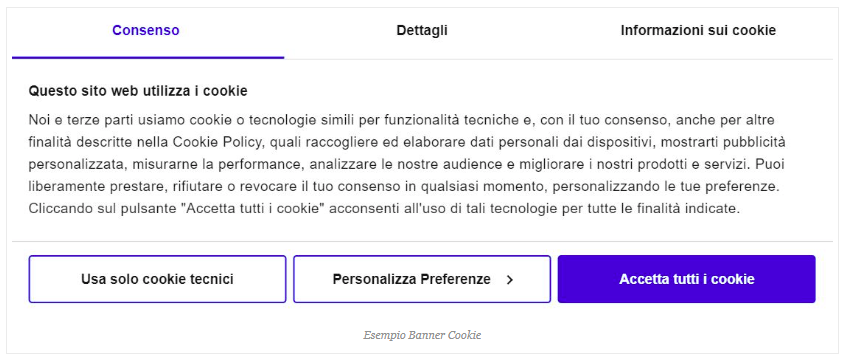 Consenso
Dettagli
Informazioni sui cookie
Questo sito web utilizza i cookie
Noi e terze parti usiamo cookie o tecnologie simili per funzionalità tecniche e, con il tuo consenso, anche per altre
finalità descritte nella Cookie Policy, quali raccogliere ed elaborare dati personali dai dispositivi, mostrarti pubblicità
personalizzata, misurarne la performance, analizzare le nostre audience e migliorare i nostri prodotti e servizi. Puoi
liberamente prestare, rifiutare o revocare il tuo consenso in qualsiasi momento, personalizzando le tue preferenze.
Cliccando sul pulsante "Accetta tutti i cookie" acconsenti all'uso di tali tecnologie per tutte le finalità indicate.
Usa solo cookie tecnici
Personalizza Preferenze
Accetta tutti i cookie
Esempio Banner Cookie